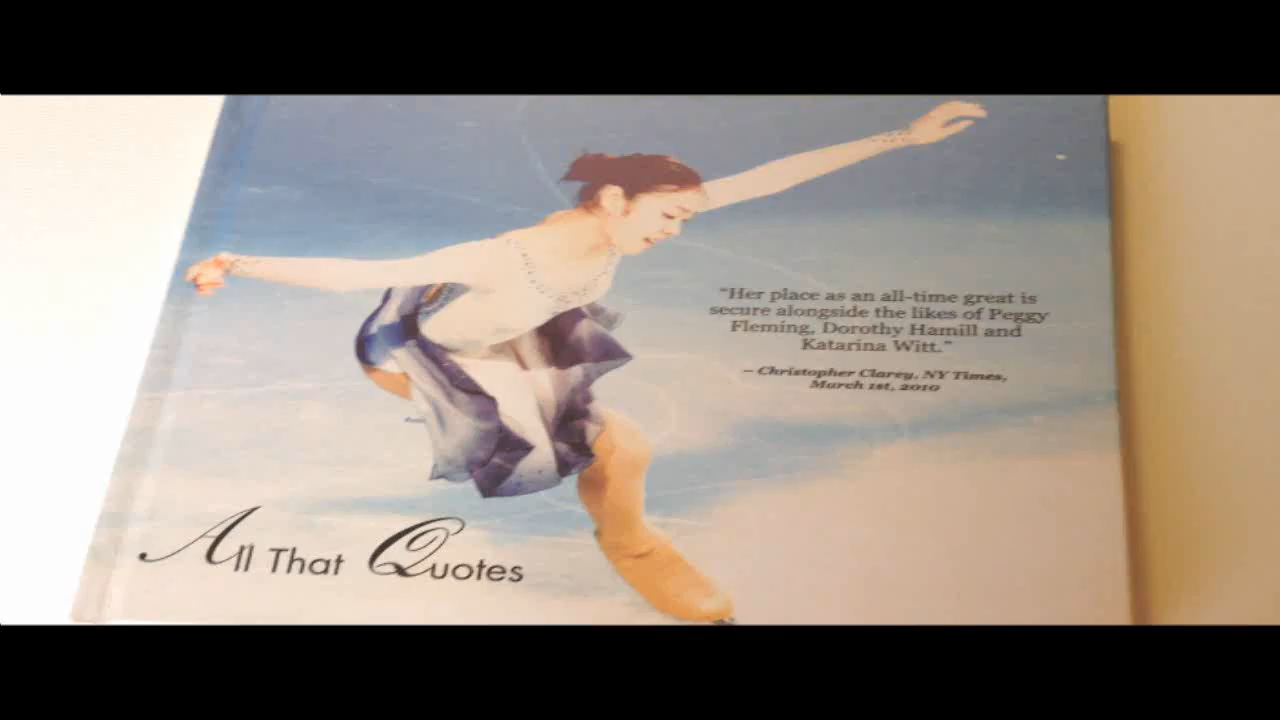 "Her place as an all-time great is
secure alongside the likes of Peggy
Fleming, Dorothy Hamill and
Katarina Witt."
– Christopher Clarey, NY Times,
March 1st, 2010
All That Quotes